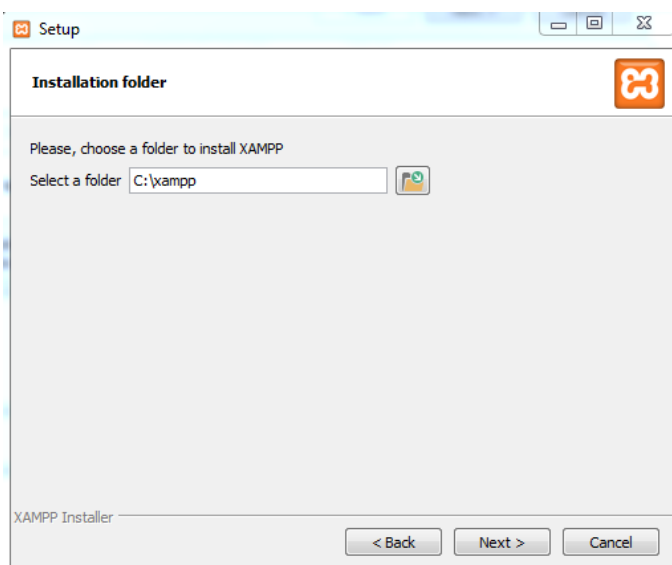 Setup
Installation folder
Please, choose a folder to install XAMPP
Select a folder C:\xampp
XAMPP Installer
< Back Next > Cancel